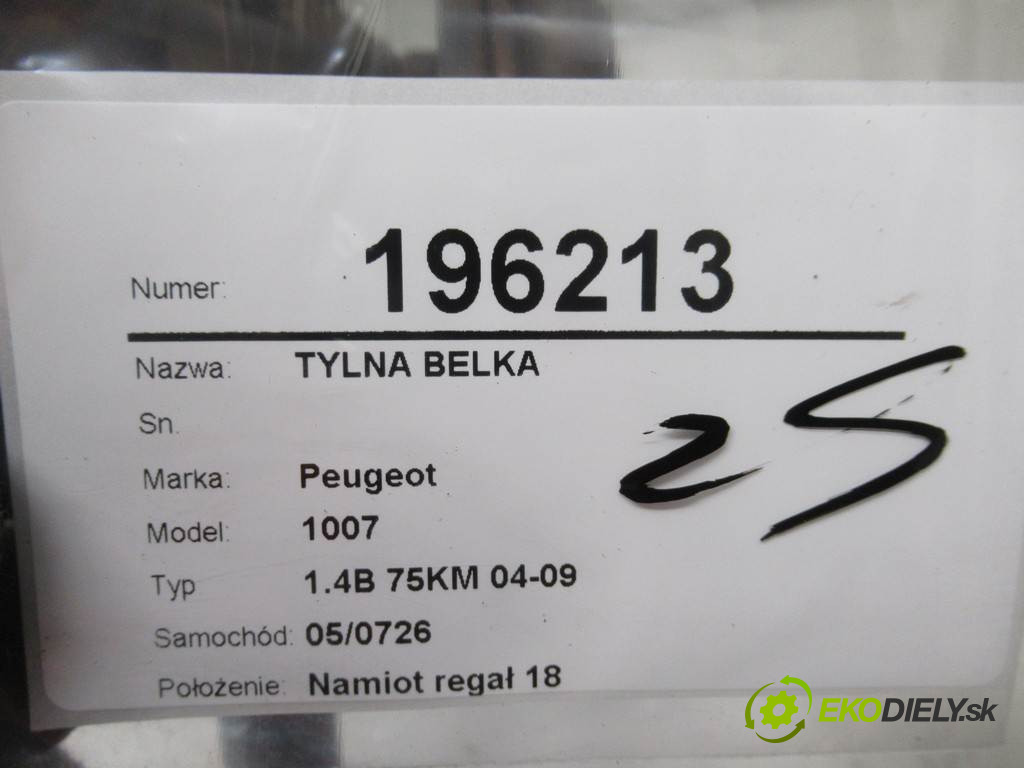 Numer: 196213
Nazwa: TYLNA BELKA
Sn.
25
Marka: Peugeot
Model: 1007
Typ 1.4B 75KM 04-09
Samochód: 05/0726
Położenie: Namiot regał 18
EKODIELY.sk